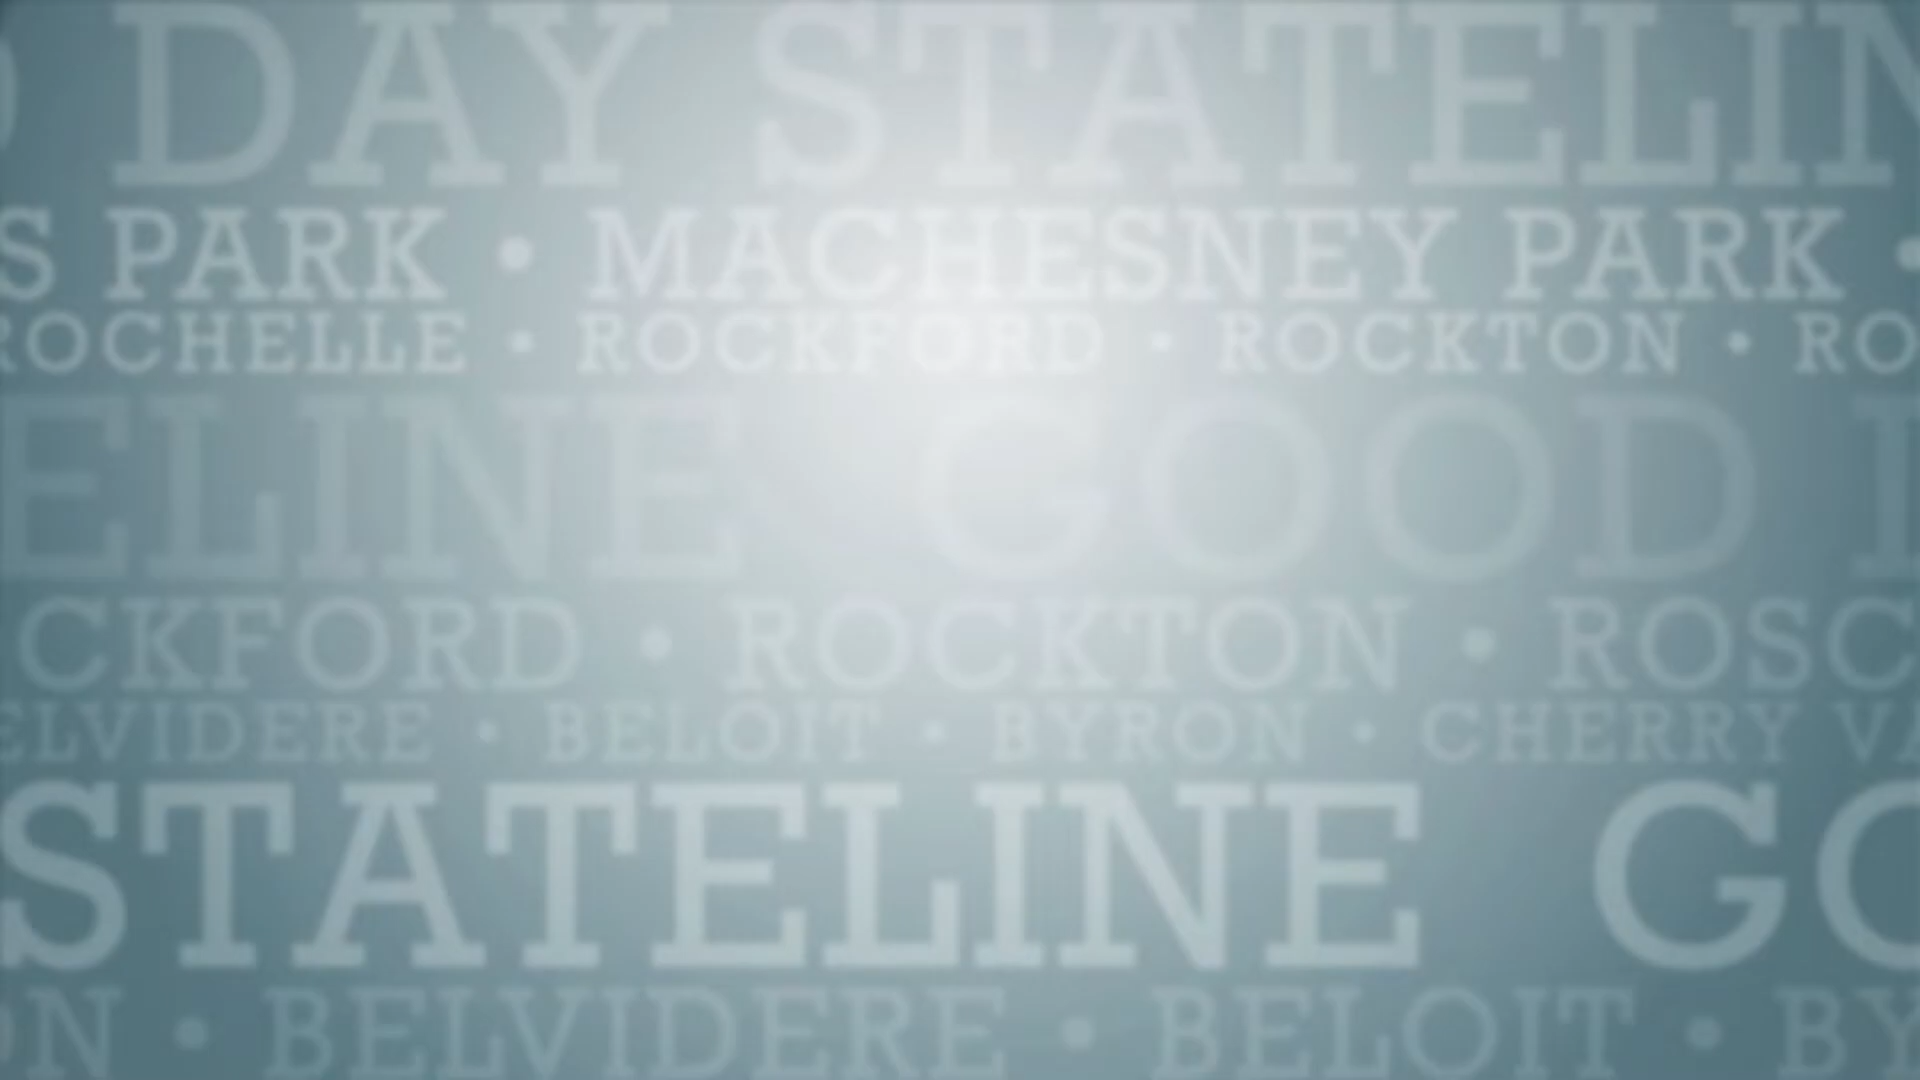 DAY STATELIN
S PARK • MACHESNEY PARK •
ROCHELLE • ROCKFORD • ROCKTON • RO
ELINE GOOD D
CKFORD • ROCKTON • ROSC
ELVIDERE • BELOIT • BYRON • CHERRY VA
STATELINE GO
ON • BELVIDERE • BELOIT • BY